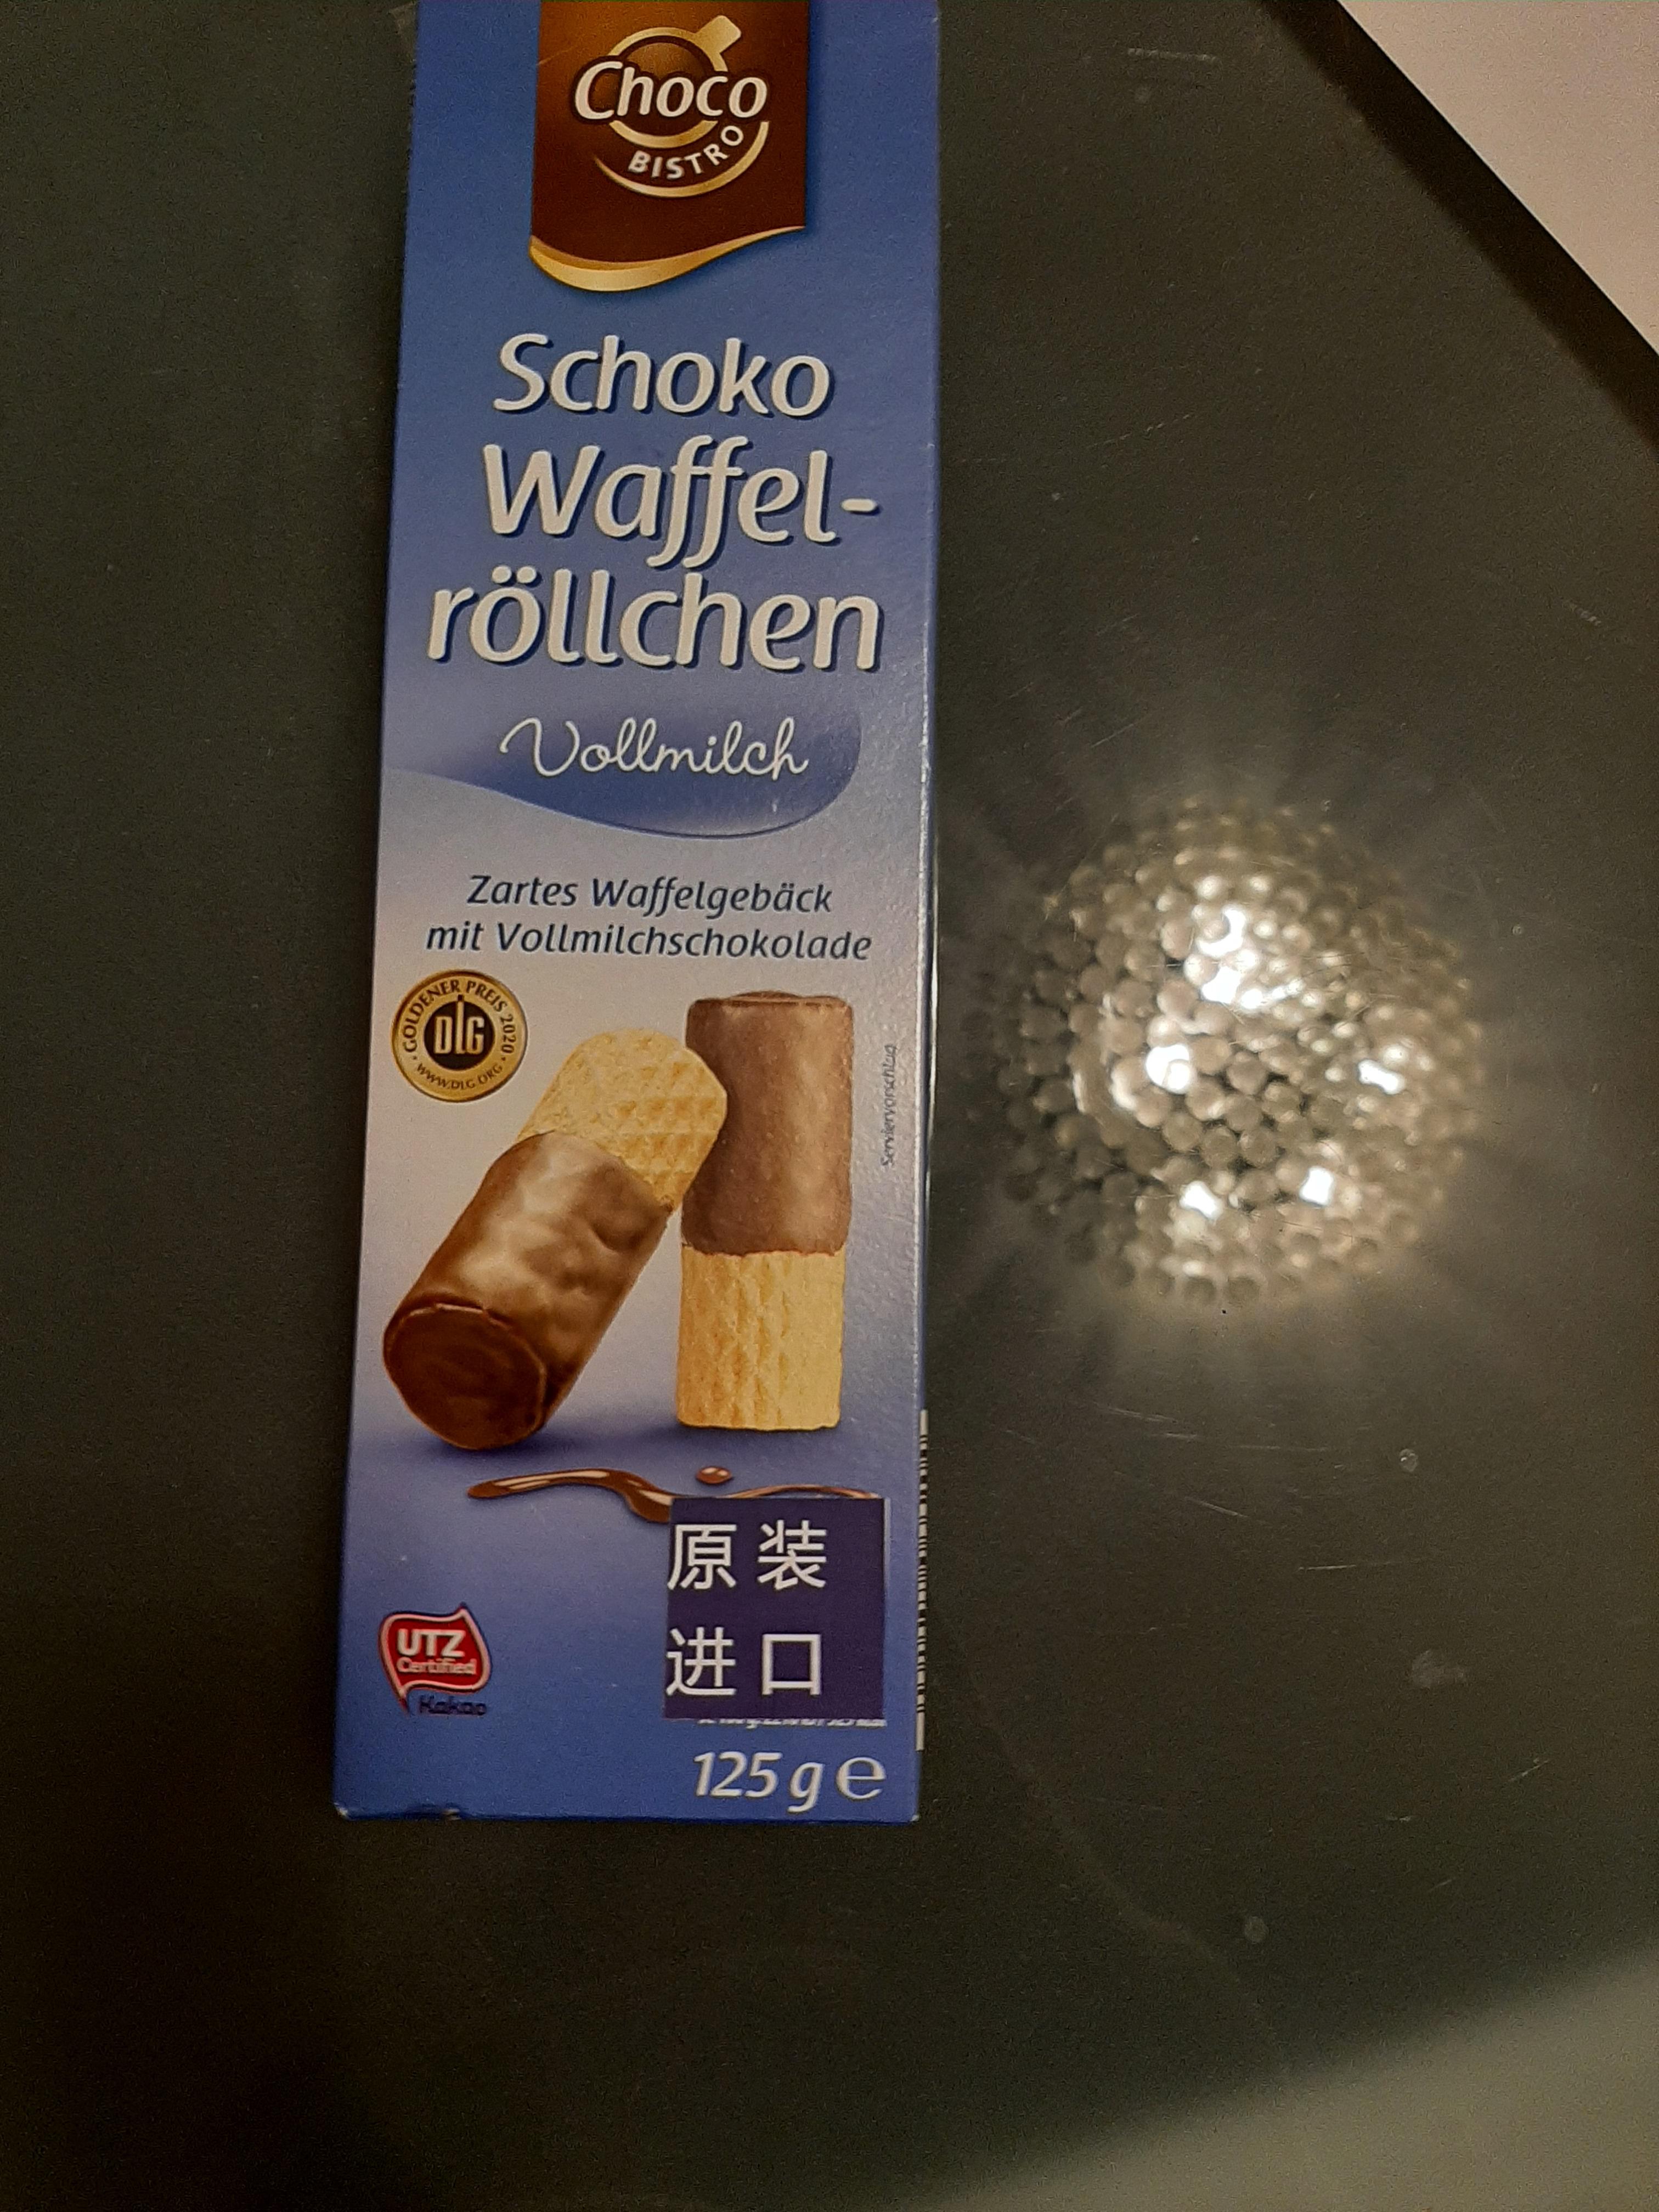 Choco
BISTRO
Schoko
Waffel-
röllchen
Vollmilch
Zartes Waffelgebäck
mit Vollmilchschokolade
GOLDENER PREIS 2020
DLG
WWW.DLG.ORG
Serviervorschlag
原装
进口
UTZ
Certified
Kakao
125 g e